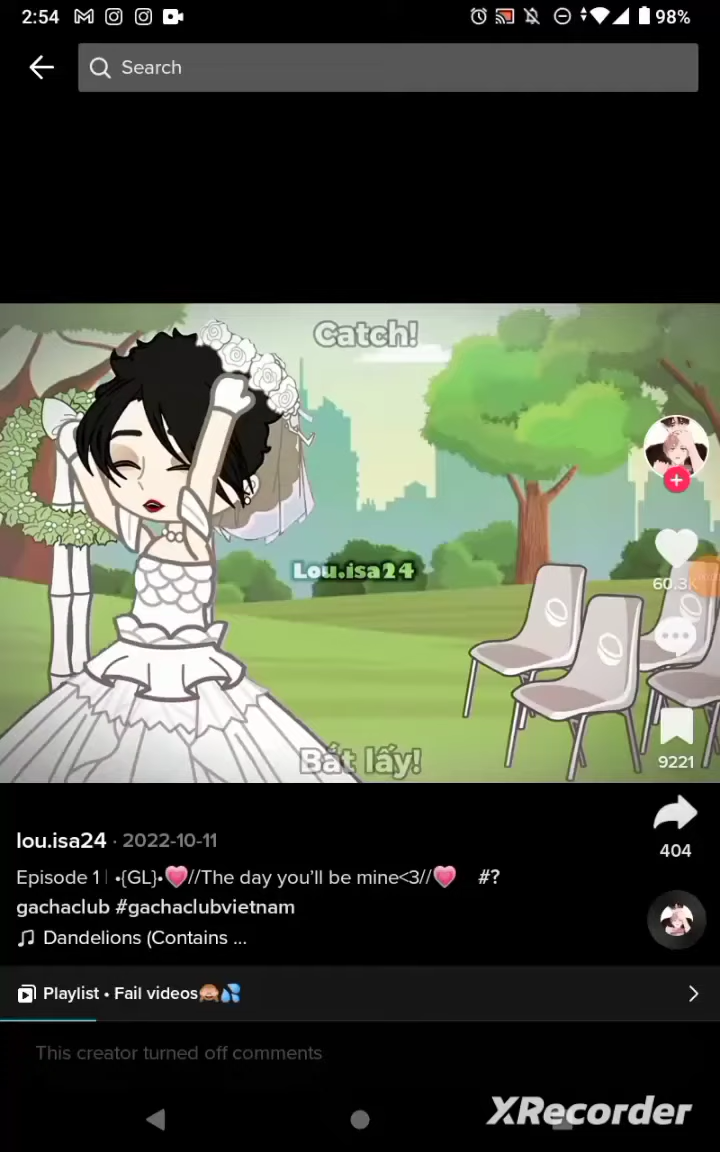 2:54
98%
Search
Catch!
Lou.isa24
60.3K
Bắt lấy!
9221
lou.isa24 · 2022-10-11
404
Episode 1| •{GL}•💗//The day you'll be mine<3//💗 #?
gachaclub #gachaclubvietnam
Dandelions (Contains ...
Playlist • Fail videos🙈💦
This creator turned off comments
XRecorder